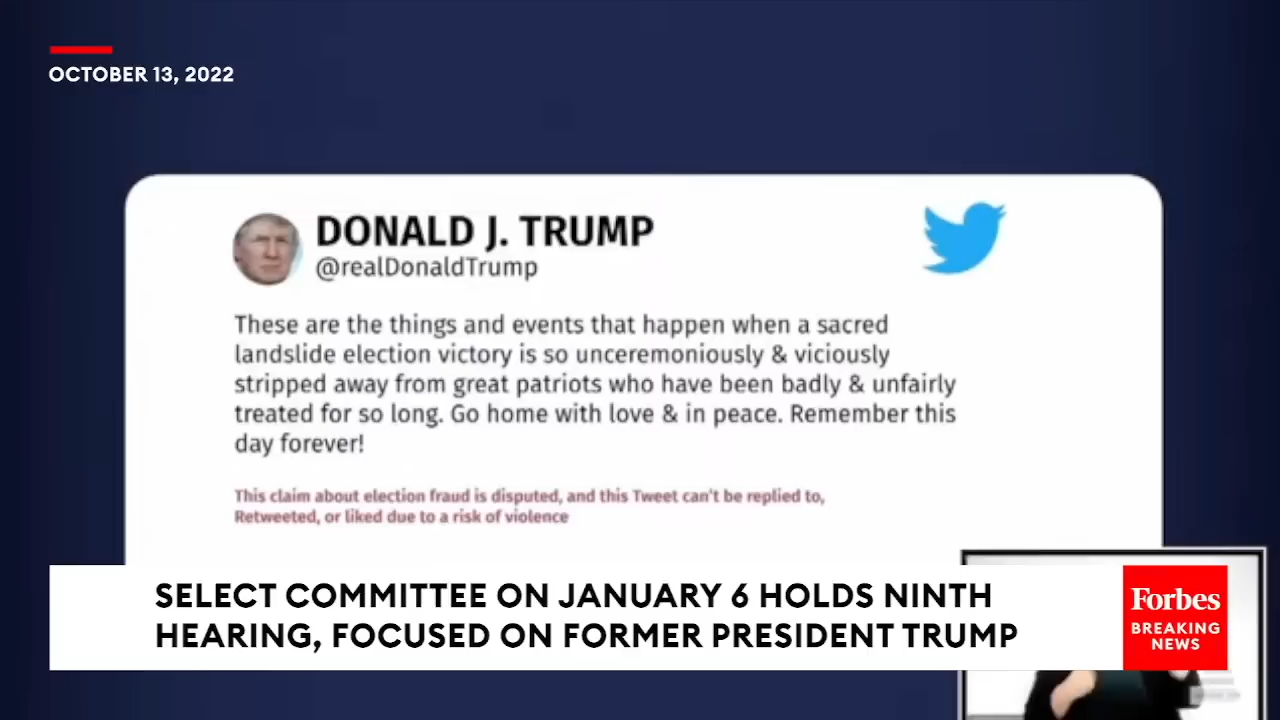 OCTOBER 13, 2022
DONALD J. TRUMP
@realDonaldTrump
These are the things and events that happen when a sacred
landslide election victory is so unceremoniously & viciously
stripped away from great patriots who have been badly & unfairly
treated for so long. Go home with love & in peace. Remember this
day forever!
This claim about election fraud is disputed, and this Tweet can't be replied to,
Retweeted, or liked due to a risk of violence
SELECT COMMITTEE ON JANUARY 6 HOLDS NINTH
HEARING, FOCUSED ON FORMER PRESIDENT TRUMP
Forbes
BREAKING
NEWS